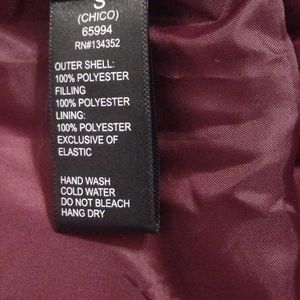 S
(CHICO)
65994
RN#134352
OUTER SHELL:
100% POLYESTER
FILLING
100% POLYESTER
LINING:
100% POLYESTER
EXCLUSIVE OF
ELASTIC
HAND WASH
COLD WATER
DO NOT BLEACH
HANG DRY